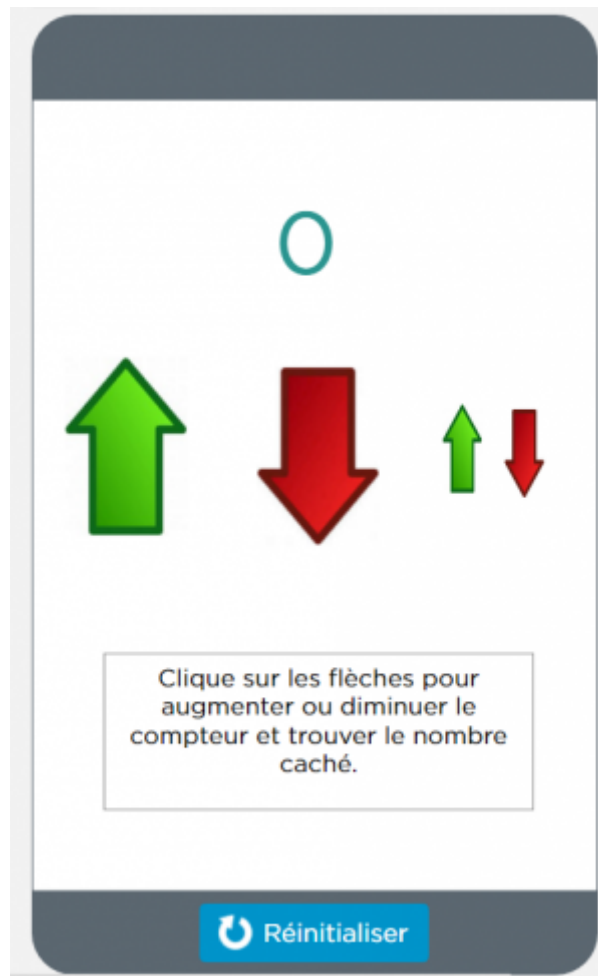 0
Clique sur les flèches pour
augmenter ou diminuer le
compteur et trouver le nombre
caché.
Réinitialiser